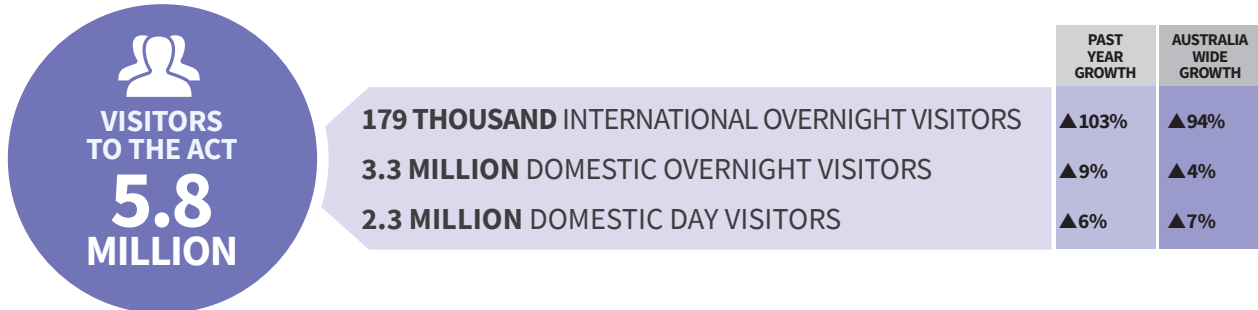 VISITORS
TO THE ACT
5.8
MILLION
PAST
YEAR
GROWTH
AUSTRALIA
WIDE
GROWTH
179 THOUSAND INTERNATIONAL OVERNIGHT VISITORS ▲103% ▲94%
3.3 MILLION DOMESTIC OVERNIGHT VISITORS ▲9% ▲4%
2.3 MILLION DOMESTIC DAY VISITORS ▲6% ▲7%